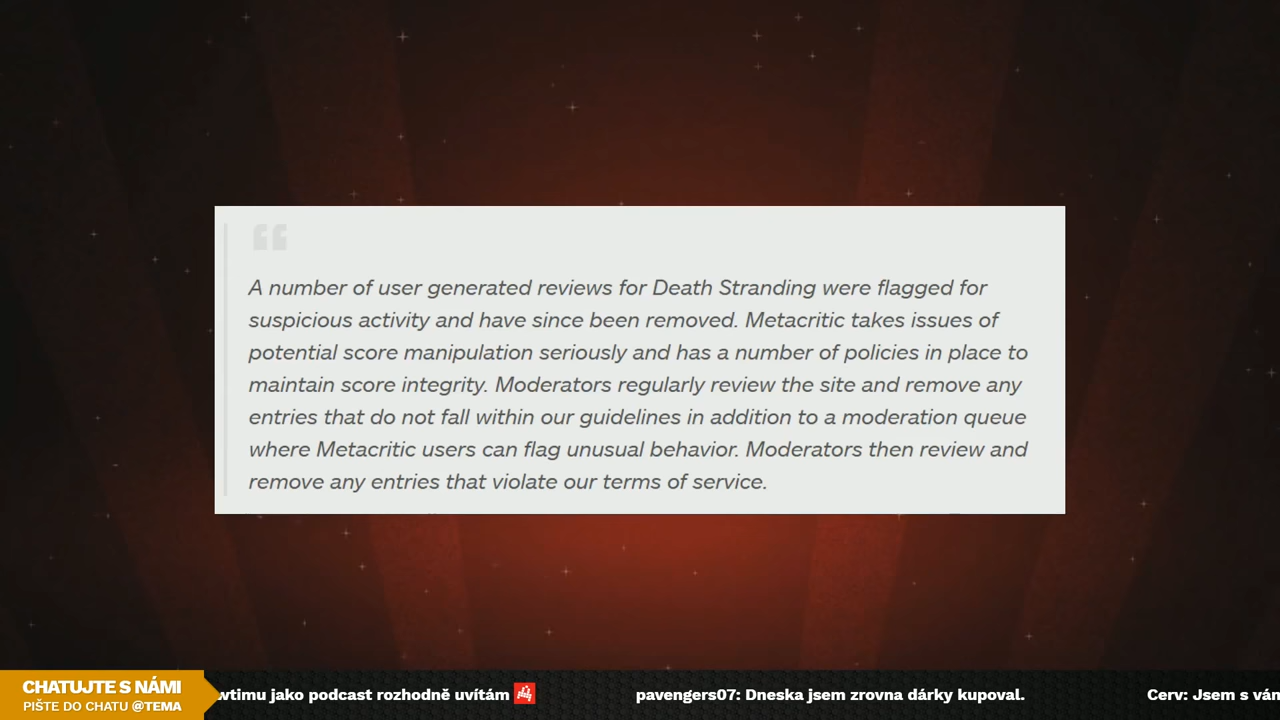 A number of user generated reviews for Death Stranding were flagged for
suspicious activity and have since been removed. Metacritic takes issues of
potential score manipulation seriously and has a number of policies in place to
maintain score integrity. Moderators regularly review the site and remove any
entries that do not fall within our guidelines in addition to a moderation queue
where Metacritic users can flag unusual behavior. Moderators then review and
remove any entries that violate our terms of service.
CHATUJTE S NÁMI
PIŠTE DO CHATU @TEMA
jako podcast rozhodně uvítám
pavengers07: Dneska jsem zrovna dárky kupoval.
Cerv: Jsem s